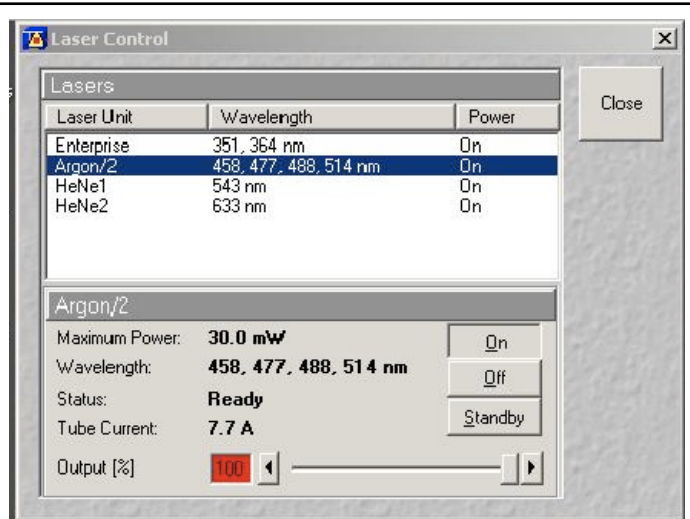 Laser Control
Lasers
Close
Laser Unit Wavelength Power
Enterprise 351, 364 nm On
Argon/2 458, 477, 488, 514 nm On
HeNe1 543 nm On
HeNe2 633 nm On
Argon/2
Maximum Power: 30.0 mW On
Wavelength: 458, 477, 488, 514 nm Off
Status: Ready
Standby
Tube Current: 7.7 A
Output [%] 100